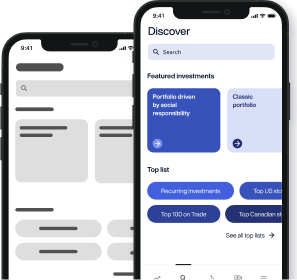 9:41
9:41
Discover
Search
Featured investments
Portfolio driven
by social
responsibility
Classic
portfolio
Top list
Recurring investments
Top US sto
Top 100 on Trade
Top Canadian st
See all top lists